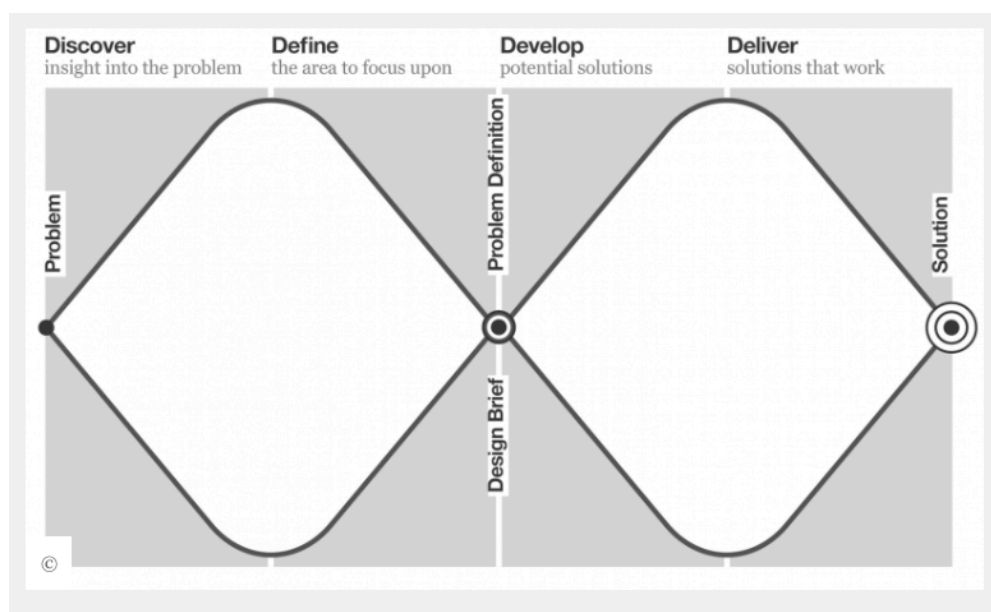 Discover
insight into the problem
Define
the area to focus upon
Develop
potential solutions
Deliver
solutions that work
Problem
Problem Definition
Design Brief
Solution
©